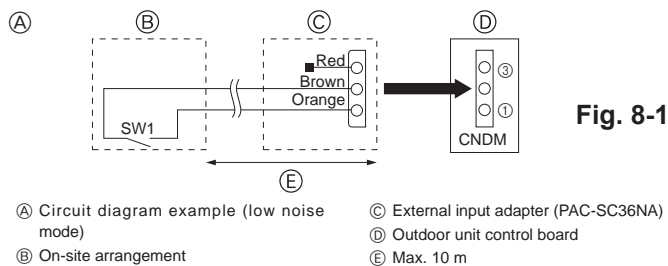 Ⓐ
Ⓑ
Ⓒ
Ⓓ
Red
Brown
Orange
SW1
③
①
CNDM
Fig. 8-1
Ⓔ
Ⓐ Circuit diagram example (low noise
mode)
Ⓑ On-site arrangement
Ⓒ External input adapter (PAC-SC36NA)
Ⓓ Outdoor unit control board
Ⓔ Max. 10 m